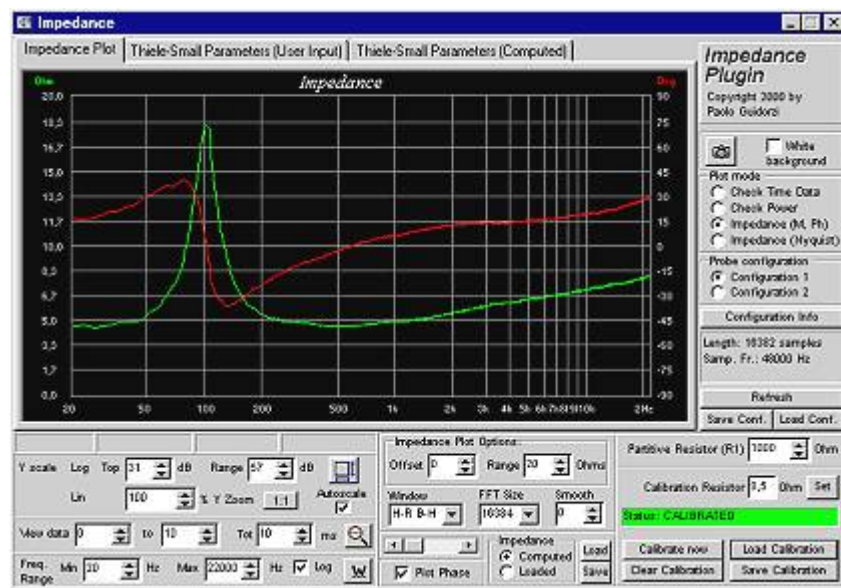 Impedance
Impedance Plot
Thiele-Small Parameters (User Input)
Thiele-Small Parameters (Computed)
Ohm
Impedance
Deg
20,0
18,3
16,7
15,0
13,3
11,7
10,0
8,3
6,7
5,0
3,3
1,7
0,0
90
75
60
45
30
15
0
-15
-30
-45
-60
-75
-90
20 50 100 200 500 1k 2k 3k 4k 5k 6k 7k8k9k10k 2Hz
Impedance
Plugin
Copyright 2000 by
Paolo Guidorzi
White
background
Plot mode
Check Time Data
Check Power
Impedance (M, Ph)
Impedance (Nyquist)
Probe configuration
Configuration 1
Configuration 2
Configuration Info
Length: 16382 samples
Samp. Fr.: 48000 Hz
Refresh
Save Conf. Load Conf.
Y scale Log Top 31 dB Range 57 dB
Lin 100 % Y Zoom 1:1 Autoscale
View data 0 to 10 Tot 10 ms
Freq. Range Min 20 Hz Max 22000 Hz Log
Impedance Plot Options:
Offset 0 Range 20 Ohms
Window FFT Size Smooth
H-R B-H 16384 0
Plot Phase
Impedance
Computed
Loaded
Load
Save
Partitive Resistor (R1) 1000 Ohm
Calibration Resistor 3,5 Ohm Set
Status: CALIBRATED
Calibrate now Load Calibration
Clear Calibration Save Calibration